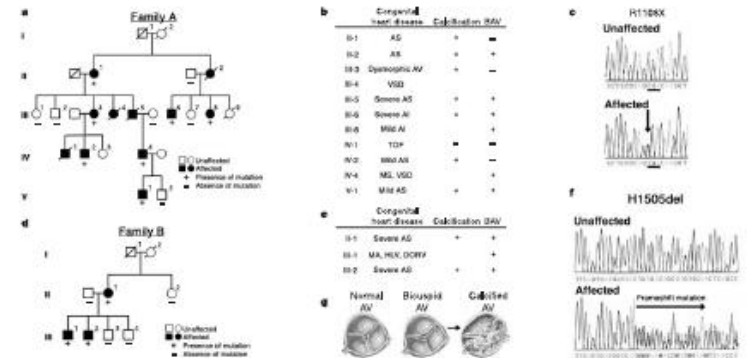 a
Family A
I
II
III
IV
V
Unaffected
Affected
+ Presence of mutation
- Absence of mutation
d
Family B
I
II
III
Unaffected
Affected
+ Presence of mutation
- Absence of mutation
b
Congenital heart disease Calcification BAV
II-1 AS + -
II-2 AS + +
III-3 Dysmorphic AV + -
III-4 VSD
III-5 Severe AS + +
III-6 Severe AI + +
III-8 Mild AI +
IV-1 TOF - -
IV-2 Mild AS + -
IV-4 MS, VSD +
V-1 Mild AS + +
e
Congenital heart disease Calcification BAV
II-1 Severe AS + +
III-1 MA, HLV, DORV +
III-2 Severe AS + +
g
Normal AV
Bicuspid AV
Calcified AV
c
R1108X
Unaffected
Affected
f
H1505del
Unaffected
Affected
Frameshift mutation